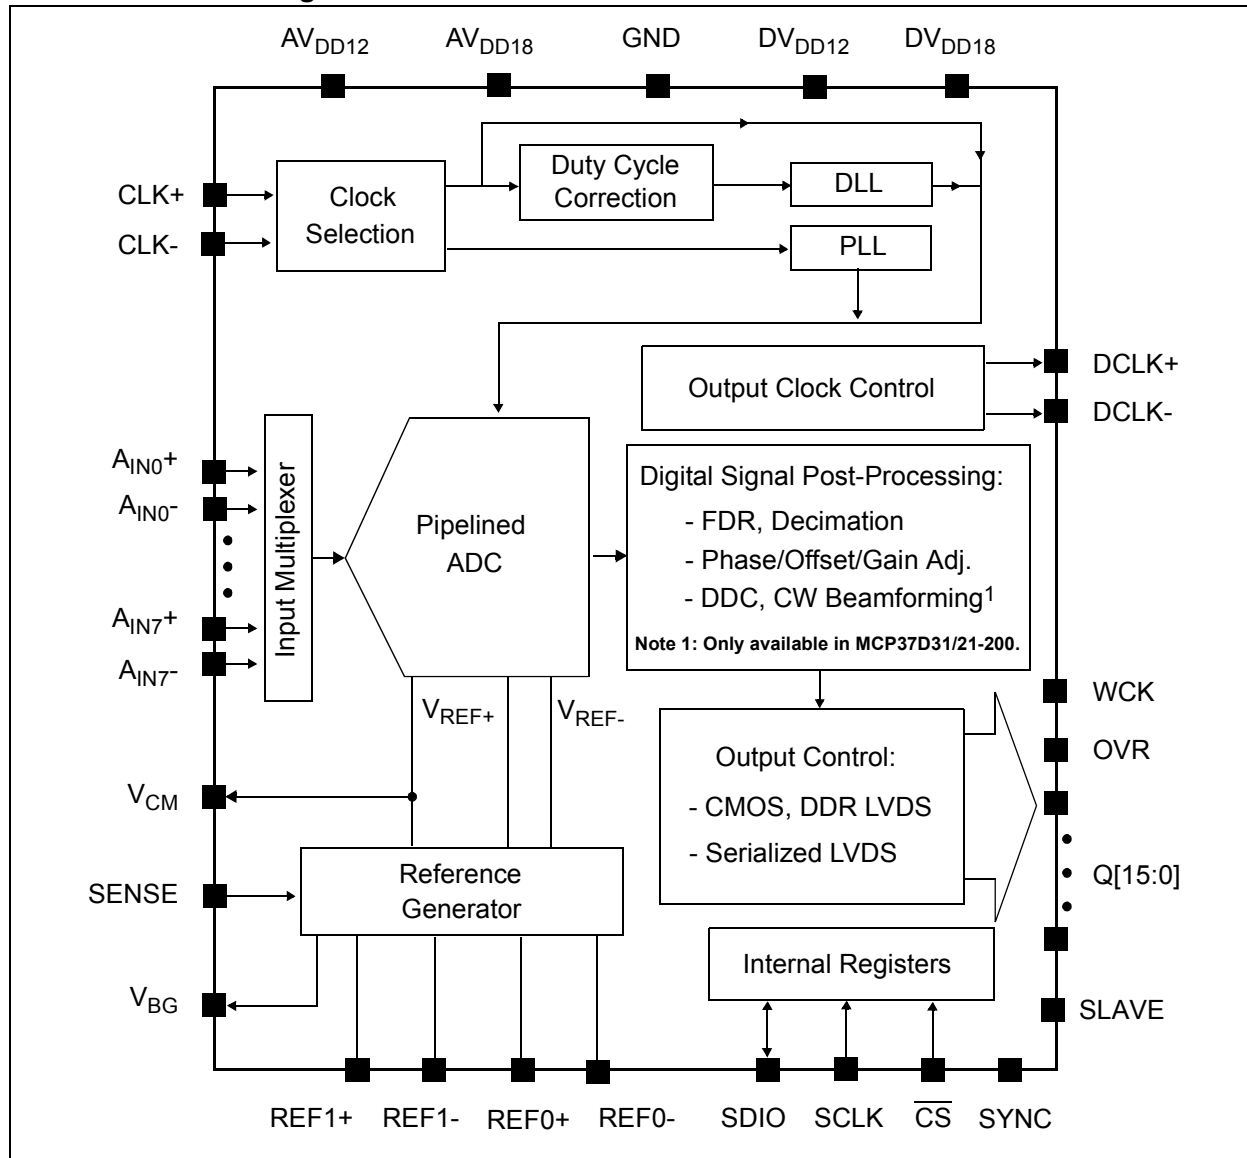 AVDD12 AVDD18 GND DVDD12 DVDD18
CLK+
CLK-
Clock
Selection
Duty Cycle
Correction
DLL
PLL
Output Clock Control
DCLK+
DCLK-
AIN0+
AIN0-
AIN7+
AIN7-
Input Multiplexer
Pipelined
ADC
Digital Signal Post-Processing:
- FDR, Decimation
- Phase/Offset/Gain Adj.
- DDC, CW Beamforming1
Note 1: Only available in MCP37D31/21-200.
VREF+
VREF-
VCM
SENSE
VBG
Reference
Generator
Output Control:
- CMOS, DDR LVDS
- Serialized LVDS
WCK
OVR
Q[15:0]
Internal Registers
SLAVE
REF1+ REF1- REF0+ REF0- SDIO SCLK CS SYNC